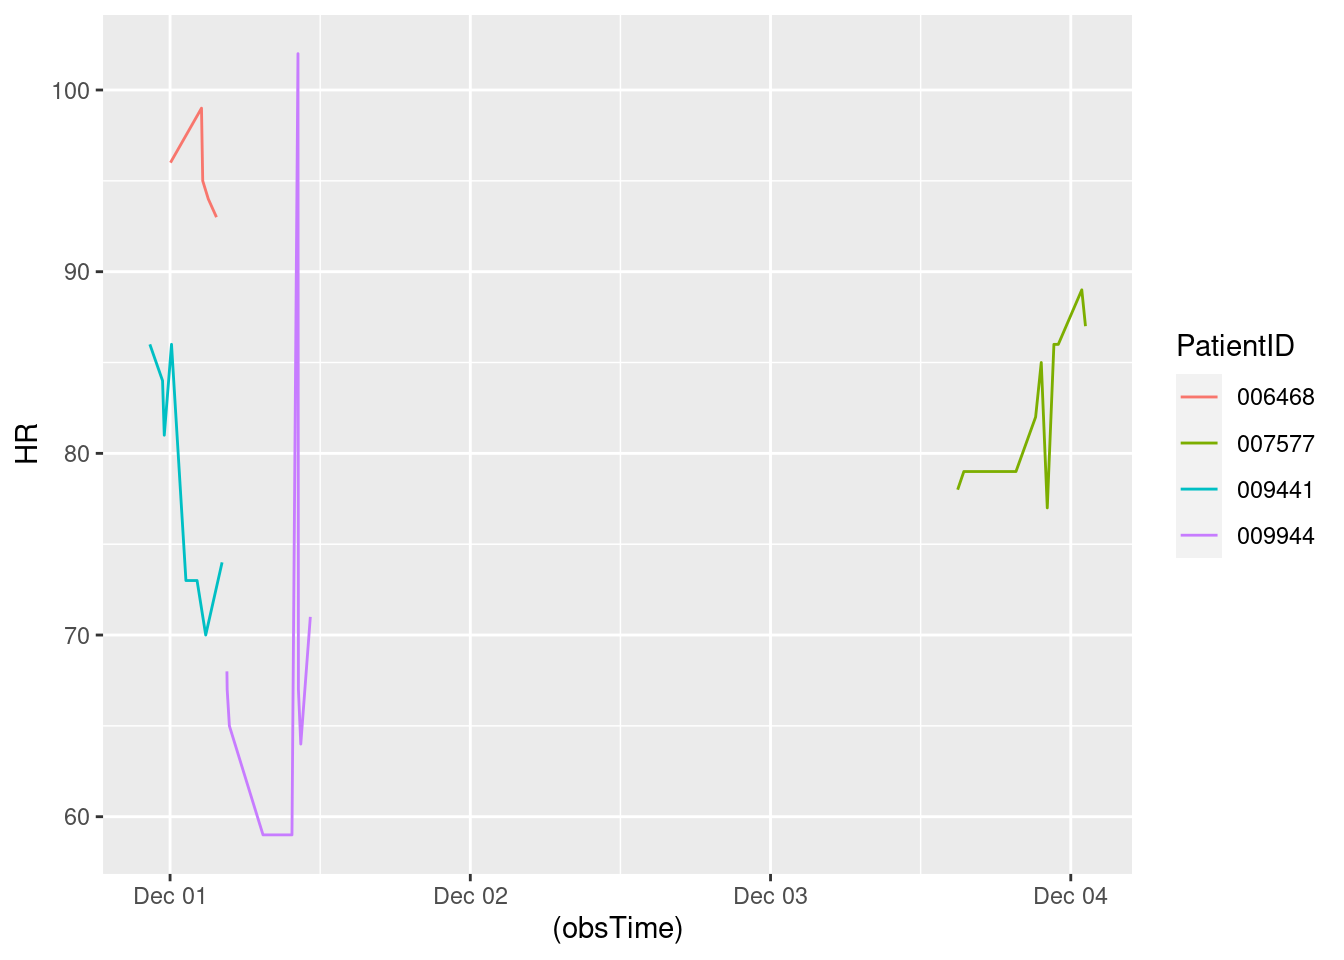 100
90
80
70
60
HR
Dec 01
Dec 02
Dec 03
Dec 04
(obsTime)
PatientID
006468
007577
009441
009944